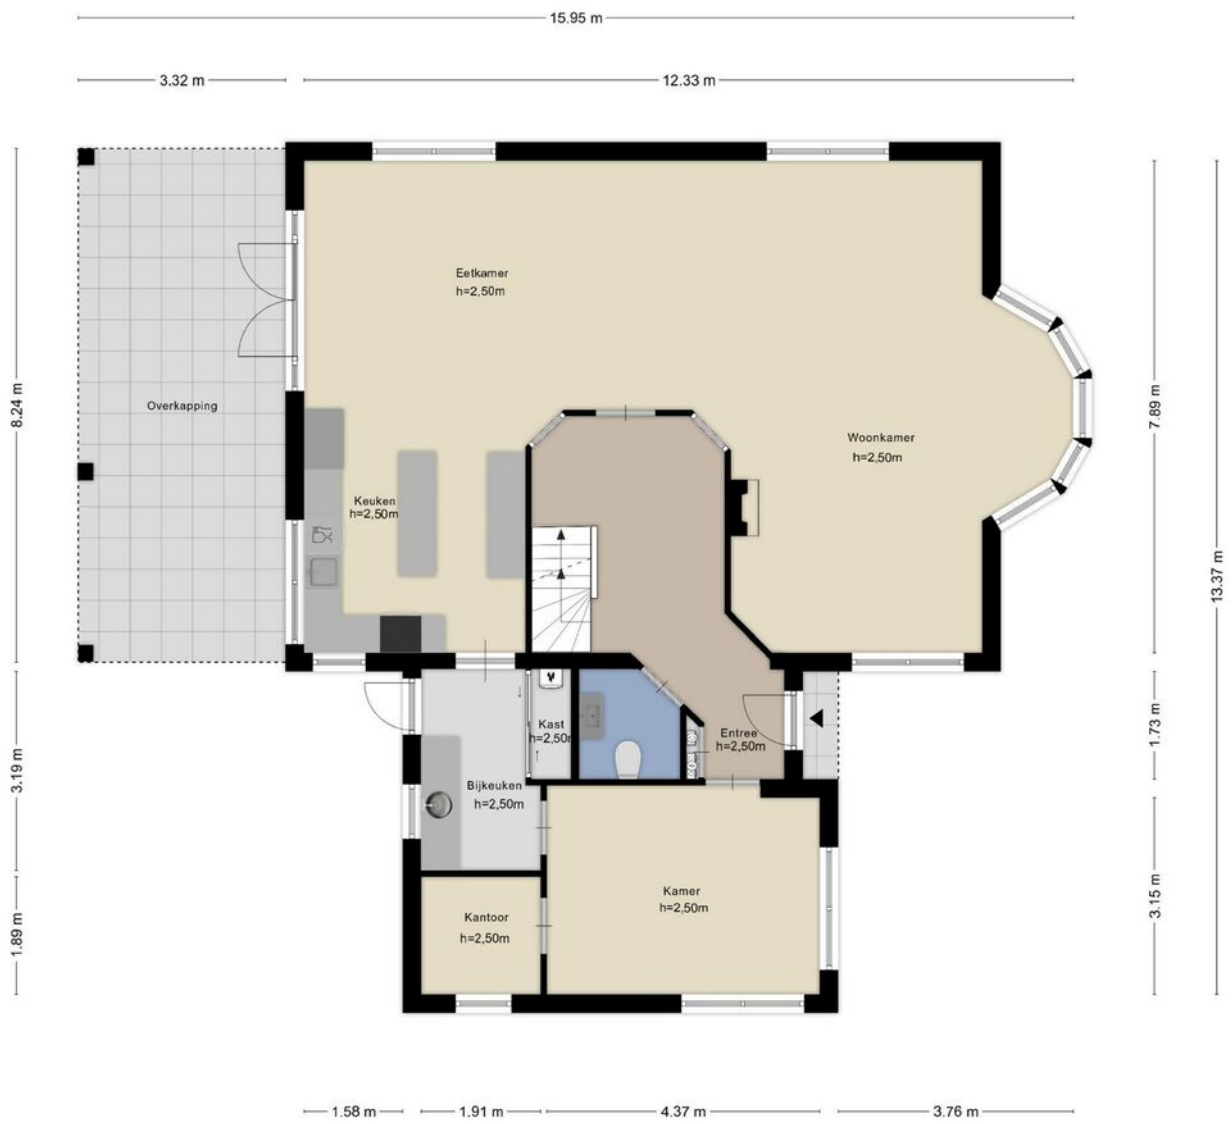 15.95 m
3.32 m
12.33 m
8.24 m
7.89 m
13.37 m
Eetkamer
h=2,50m
Overkapping
Woonkamer
h=2,50m
Keuken
h=2,50m
3.19 m
1.73 m
Kast
h=2,50m
Entree
h=2,50m
Bijkeuken
h=2,50m
Kamer
h=2,50m
Kantoor
h=2,50m
1.89 m
3.15 m
1.58 m
1.91 m
4.37 m
3.76 m